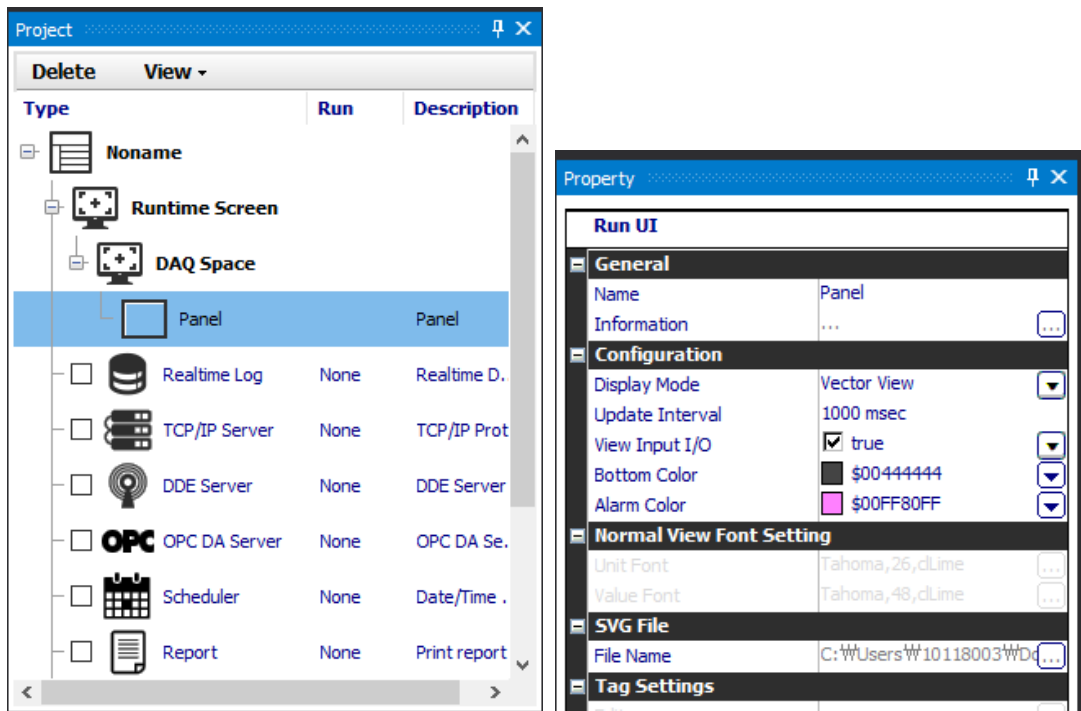 Project
Delete View
Type Run Description
Noname
Runtime Screen
DAQ Space
Panel Panel
Realtime Log None Realtime D..
TCP/IP Server None TCP/IP Prot
DDE Server None DDE Server
OPC OPC DA Server None OPC DA Se.
Scheduler None Date/Time .
Report None Print report
Property
Run UI
General
Name Panel
Information ...
Configuration
Display Mode Vector View
Update Interval 1000 msec
View Input I/O true
Bottom Color $00444444
Alarm Color $00FF80FF
Normal View Font Setting
Unit Font Tahoma,26,clLime
Value Font Tahoma,48,clLime
SVG File
File Name C:₩Users₩10118003₩Do...
Tag Settings